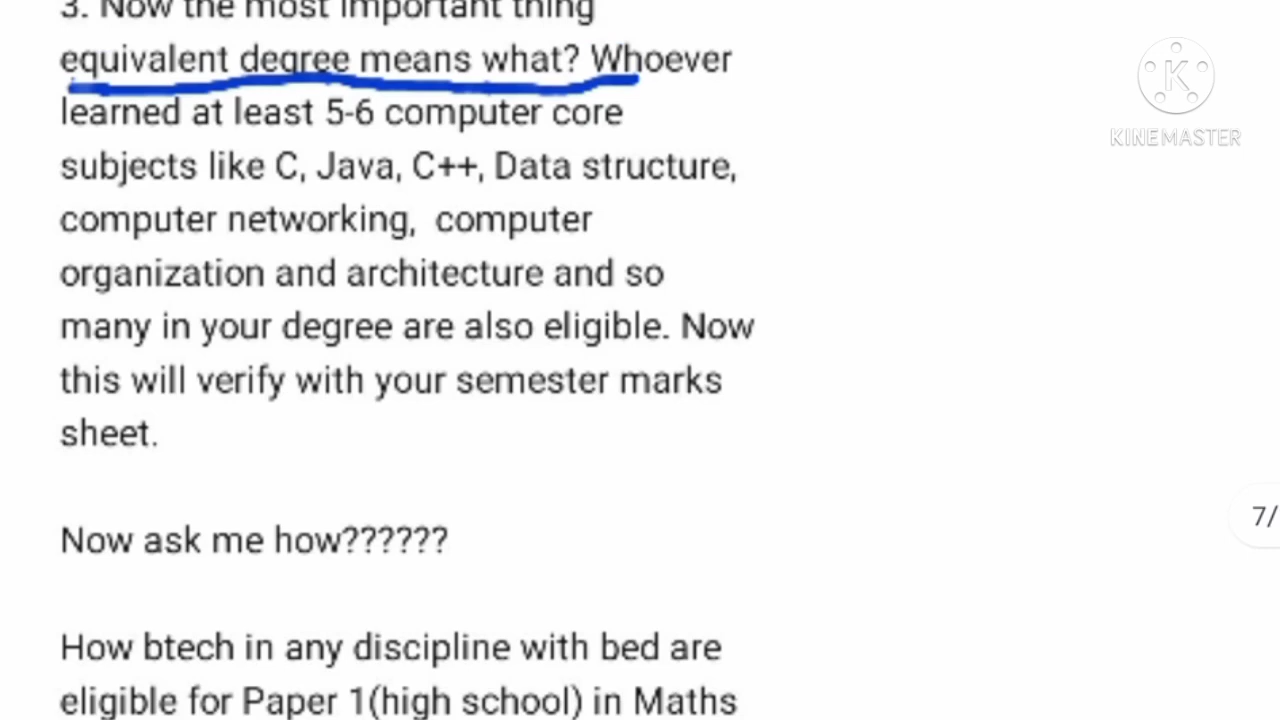 3. Now the most important thing
equivalent degree means what? Whoever
learned at least 5-6 computer core
subjects like C, Java, C++, Data structure,
computer networking,  computer
organization and architecture and so
many in your degree are also eligible. Now
this will verify with your semester marks
sheet.
Now ask me how??????
How btech in any discipline with bed are
eligible for Paper 1(high school) in Maths
K
KINEMASTER
7/